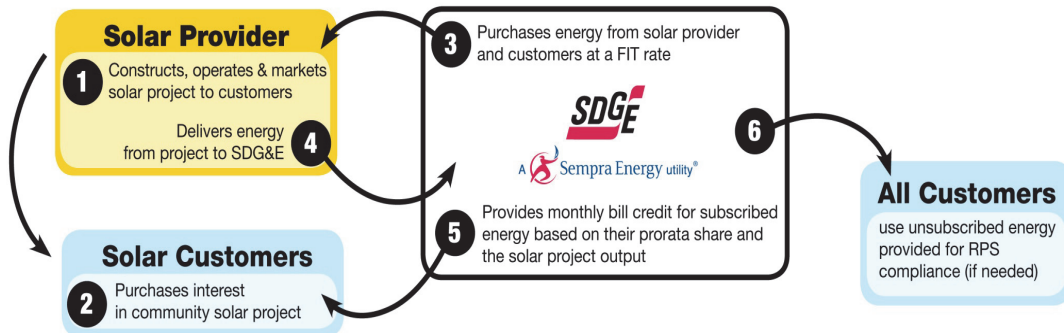 Solar Provider
1
Constructs, operates & markets
solar project to customers
Delivers energy
from project to SDG&E
4
Solar Customers
2
Purchases interest
in community solar project
3
Purchases energy from solar provider
and customers at a FIT rate
SDGE
A Sempra Energy utility®
5
Provides monthly bill credit for subscribed
energy based on their prorata share and
the solar project output
6
All Customers
use unsubscribed energy
provided for RPS
compliance (if needed)